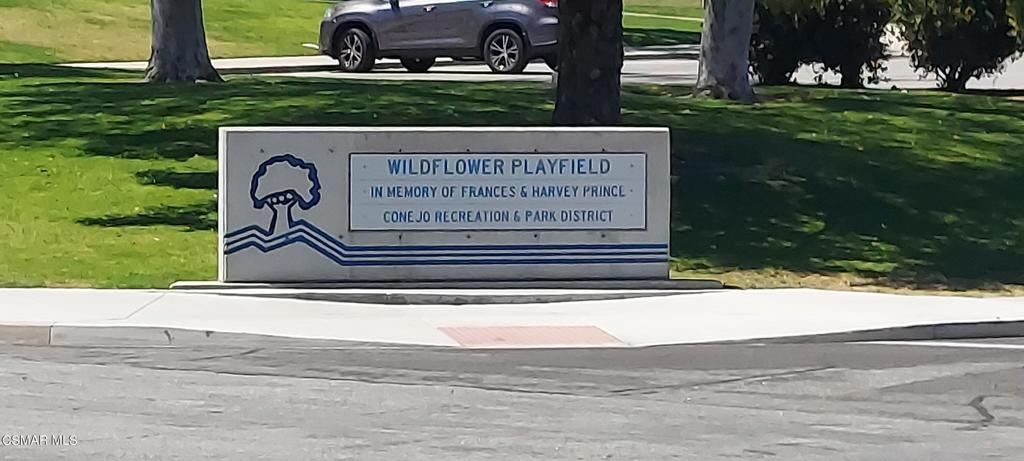 WILDFLOWER PLAYFIELD
IN MEMORY OF FRANCES & HARVEY PRINCE
CONEJO RECREATION & PARK DISTRICT
CSMAR MLS